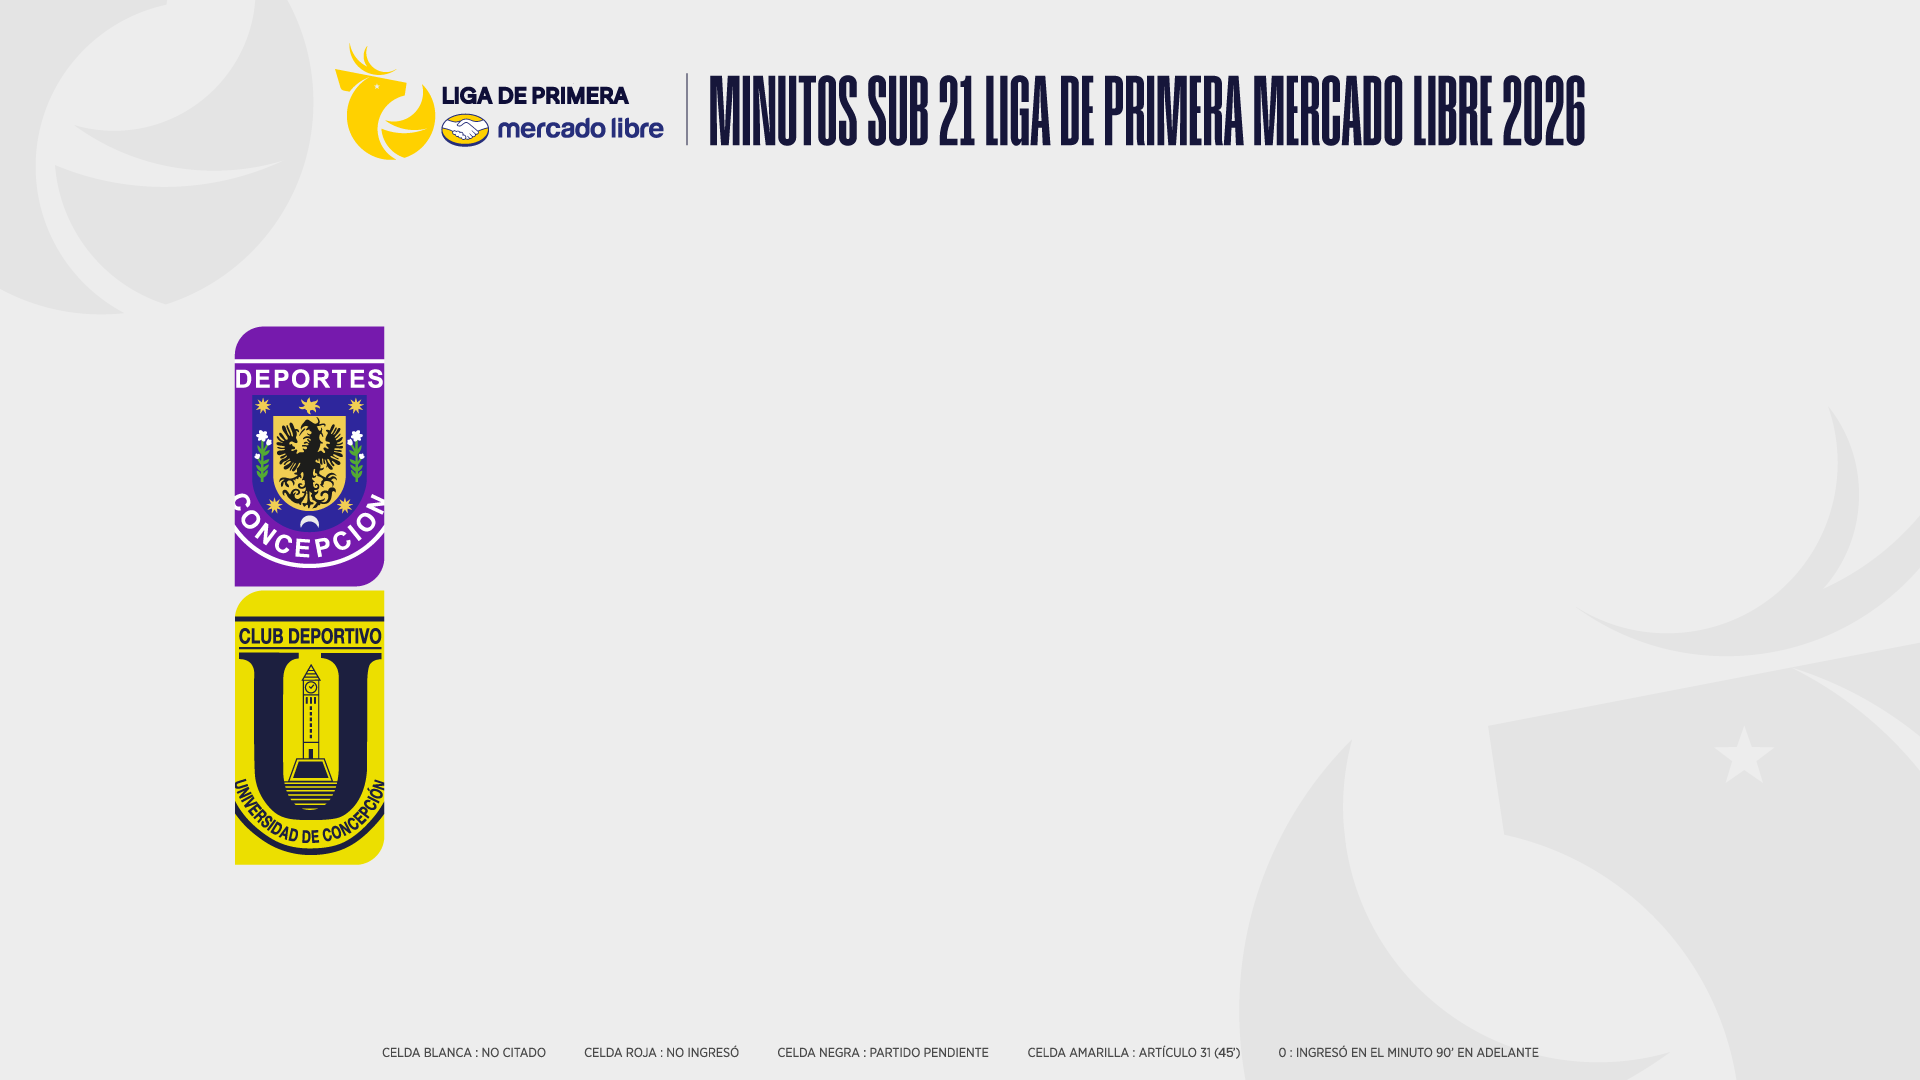 LIGA DE PRIMERA
mercado libre
MINUTOS SUB 21 LIGA DE PRIMERA MERCADO LIBRE 2026
DEPORTES
CONCEPCION
CLUB DEPORTIVO
UNIVERSIDAD DE CONCEPCIÓN
CELDA BLANCA : NO CITADO
CELDA ROJA : NO INGRESÓ
CELDA NEGRA : PARTIDO PENDIENTE
CELDA AMARILLA : ARTÍCULO 31 (45')
0 : INGRESÓ EN EL MINUTO 90' EN ADELANTE